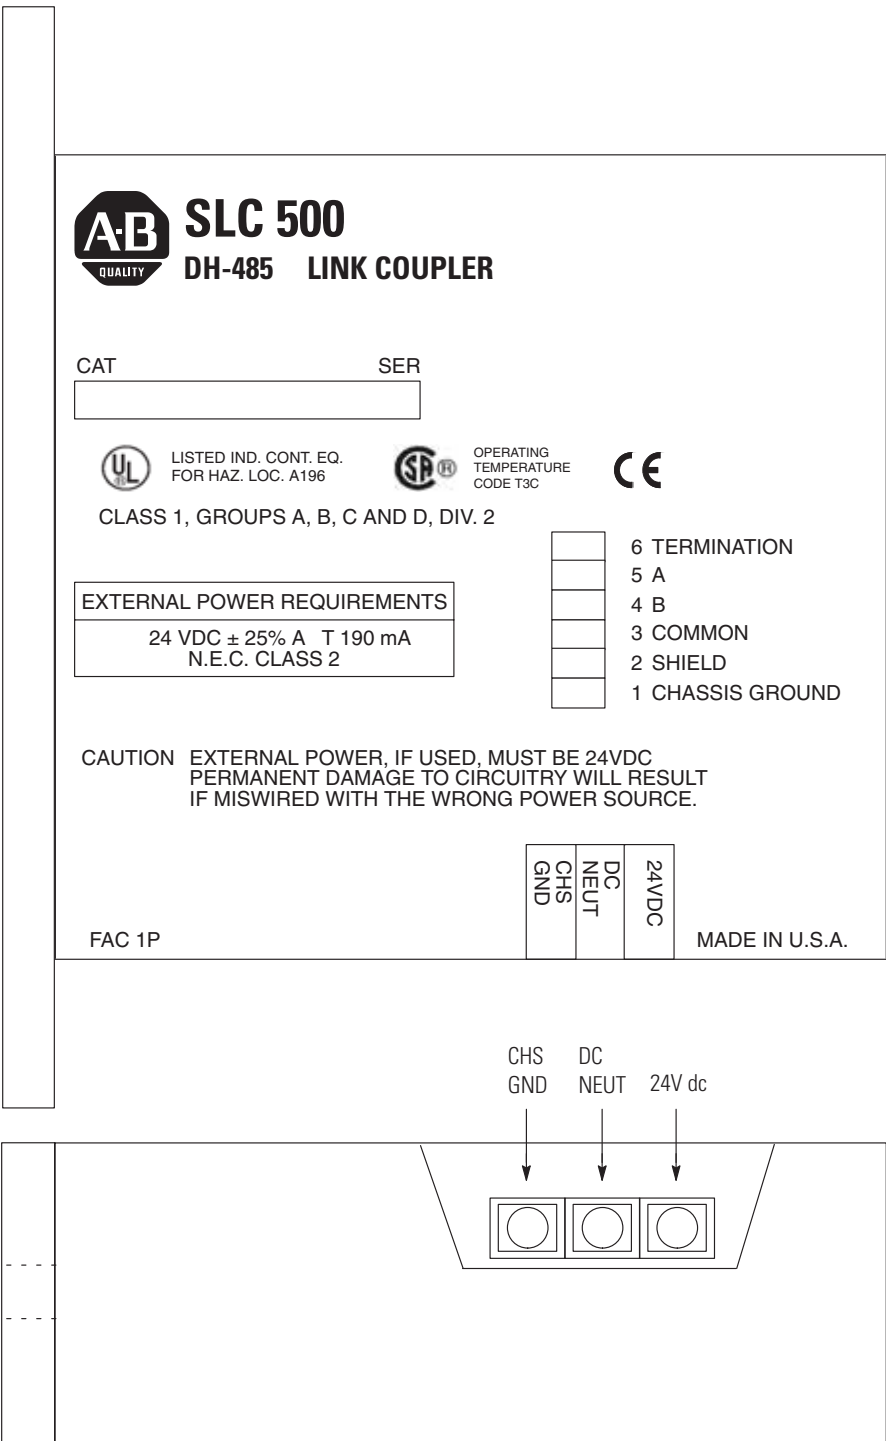 A·B
QUALITY
SLC 500
DH-485 LINK COUPLER
CAT SER
UL
®
LISTED IND. CONT. EQ.
FOR HAZ. LOC. A196
SA ®
OPERATING
TEMPERATURE
CODE T3C
CE
CLASS 1, GROUPS A, B, C AND D, DIV. 2
6 TERMINATION
5 A
4 B
3 COMMON
2 SHIELD
1 CHASSIS GROUND
EXTERNAL POWER REQUIREMENTS
24 VDC ± 25% A T 190 mA
N.E.C. CLASS 2
CAUTION EXTERNAL POWER, IF USED, MUST BE 24VDC
PERMANENT DAMAGE TO CIRCUITRY WILL RESULT
IF MISWIRED WITH THE WRONG POWER SOURCE.
CHS
GND
DC
NEUT
24VDC
FAC 1P
MADE IN U.S.A.
CHS
GND
DC
NEUT
24V dc